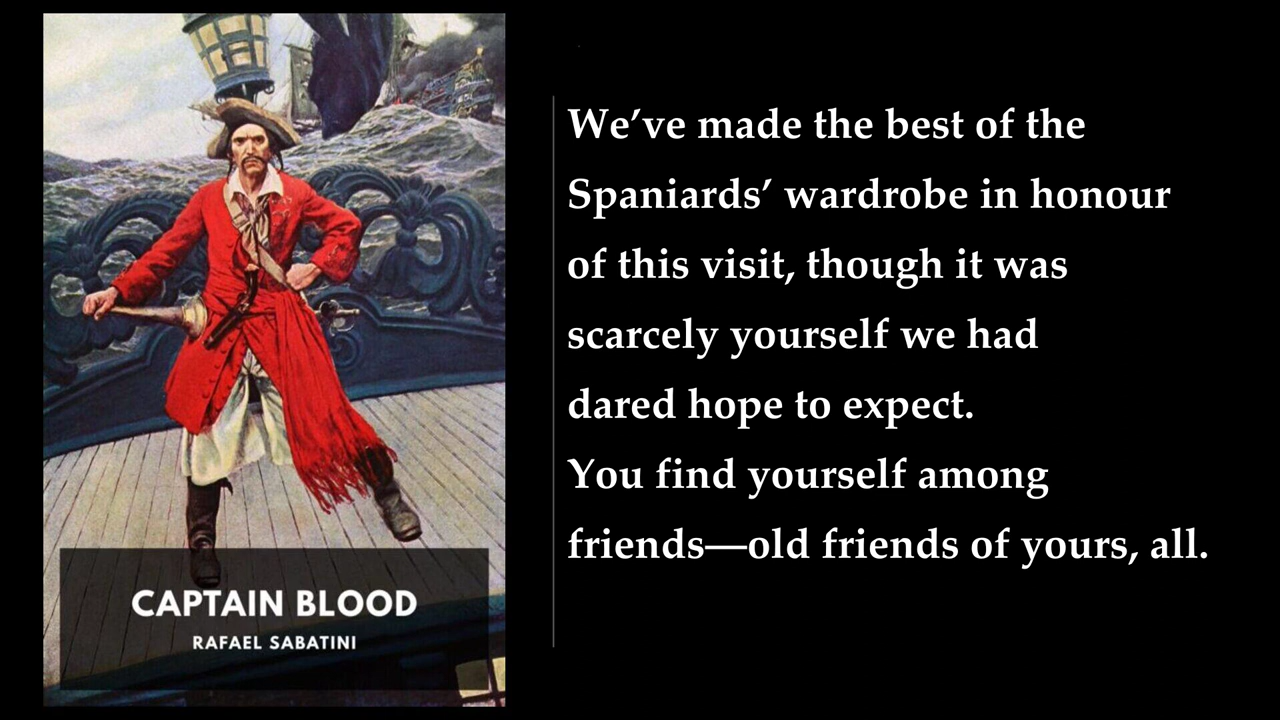 CAPTAIN BLOOD
RAFAEL SABATINI
We’ve made the best of the
Spaniards’ wardrobe in honour
of this visit, though it was
scarcely yourself we had
dared hope to expect.
You find yourself among
friends—old friends of yours, all.